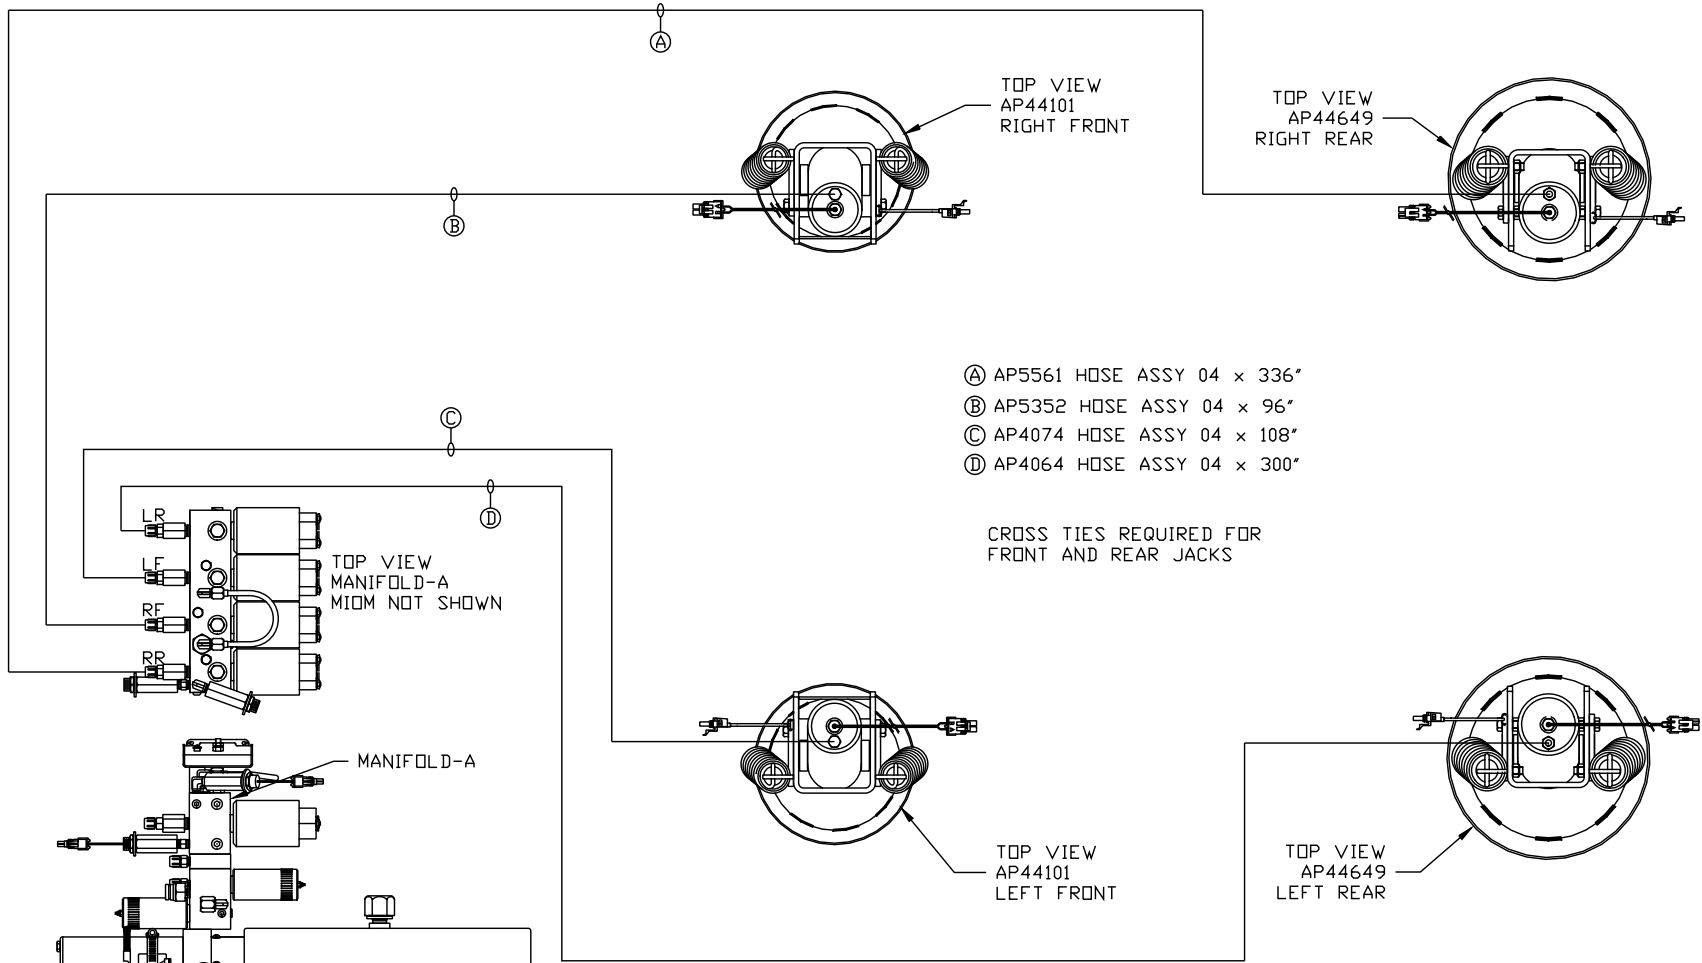 A
TOP VIEW
AP44101
RIGHT FRONT
TOP VIEW
AP44649
RIGHT REAR
B
A AP5561 HOSE ASSY 04 x 336"
B AP5352 HOSE ASSY 04 x 96"
C AP4074 HOSE ASSY 04 x 108"
D AP4064 HOSE ASSY 04 x 300"
C
D
CROSS TIES REQUIRED FOR
FRONT AND REAR JACKS
LR
LF
RF
RR
TOP VIEW
MANIFOLD-A
MIOM NOT SHOWN
MANIFOLD-A
TOP VIEW
AP44101
LEFT FRONT
TOP VIEW
AP44649
LEFT REAR